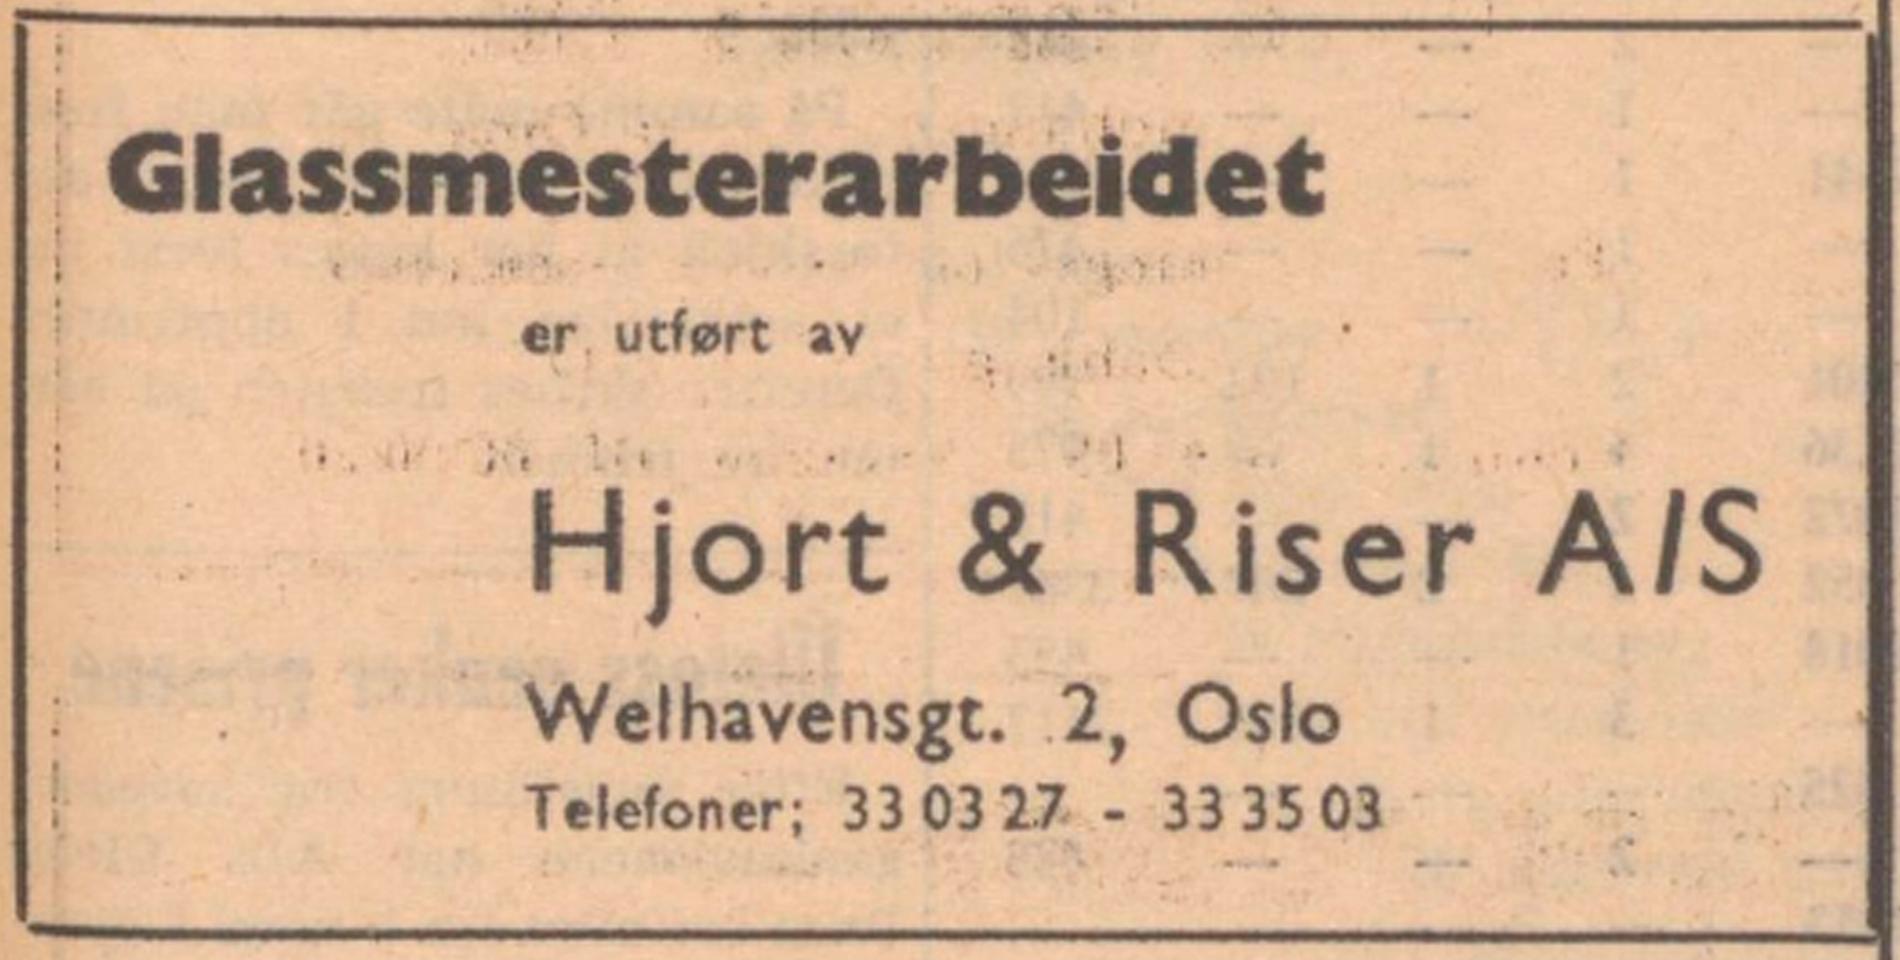 Glassmesterarbeidet
er utført av
Hjort & Riser A/S
Welhavensgt. 2, Oslo
Telefoner; 33 03 27 - 33 35 03